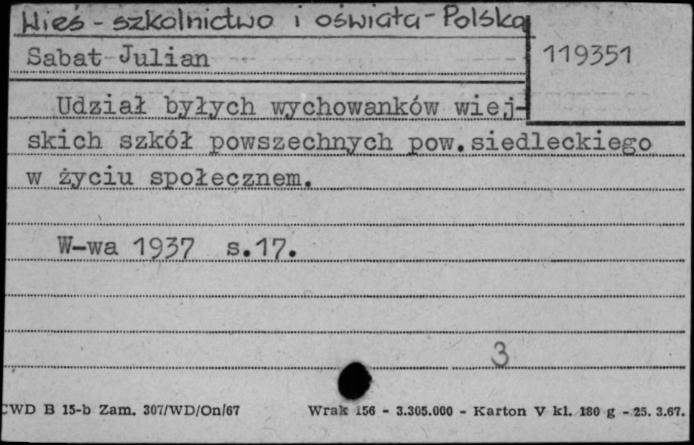 Wieś - szkolnictwo i oświata - Polska
Sabat Julian
119351
Udział byłych wychowanków wiej-
skich szkół powszechnych pow. siedleckiego
w życiu społecznem.
W-wa 1937 s.17.
3
CWD B 15-b Zam. 307/WD/On/67
Wrak 156 - 3.305.000 - Karton V kl. 180 g - 25. 3.67.